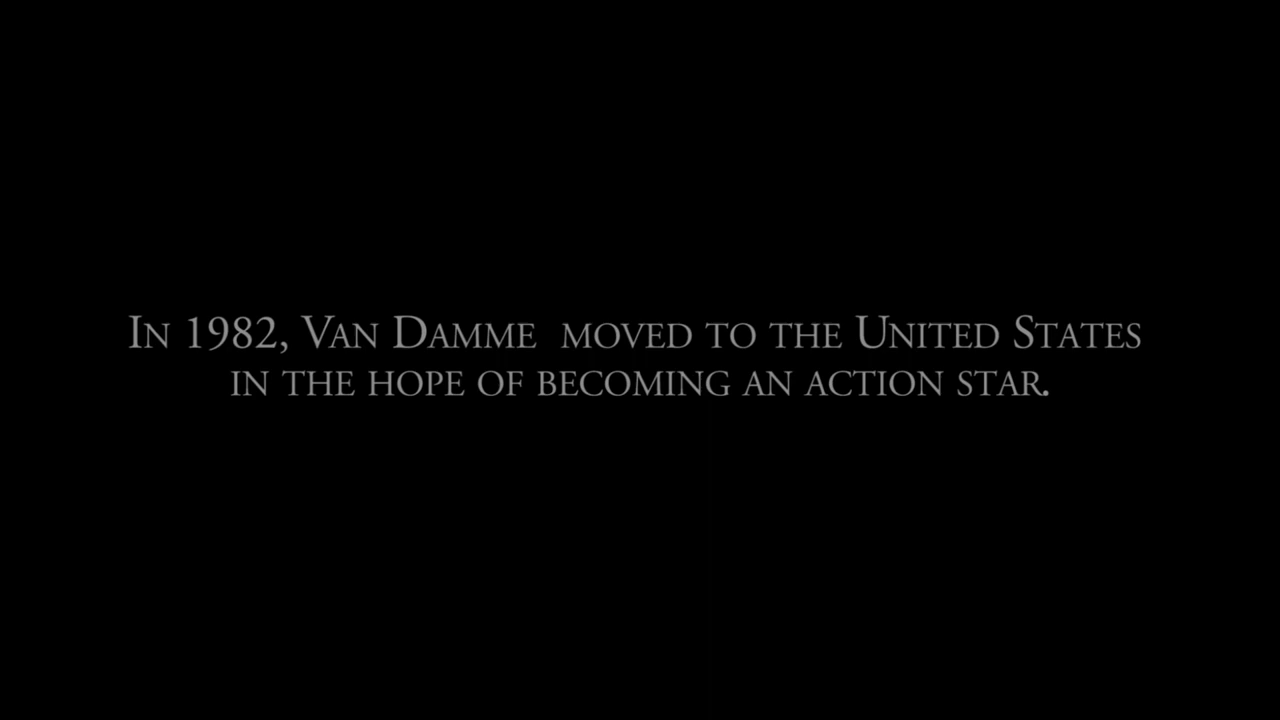 In 1982, Van Damme moved to the United States
in the hope of becoming an action star.